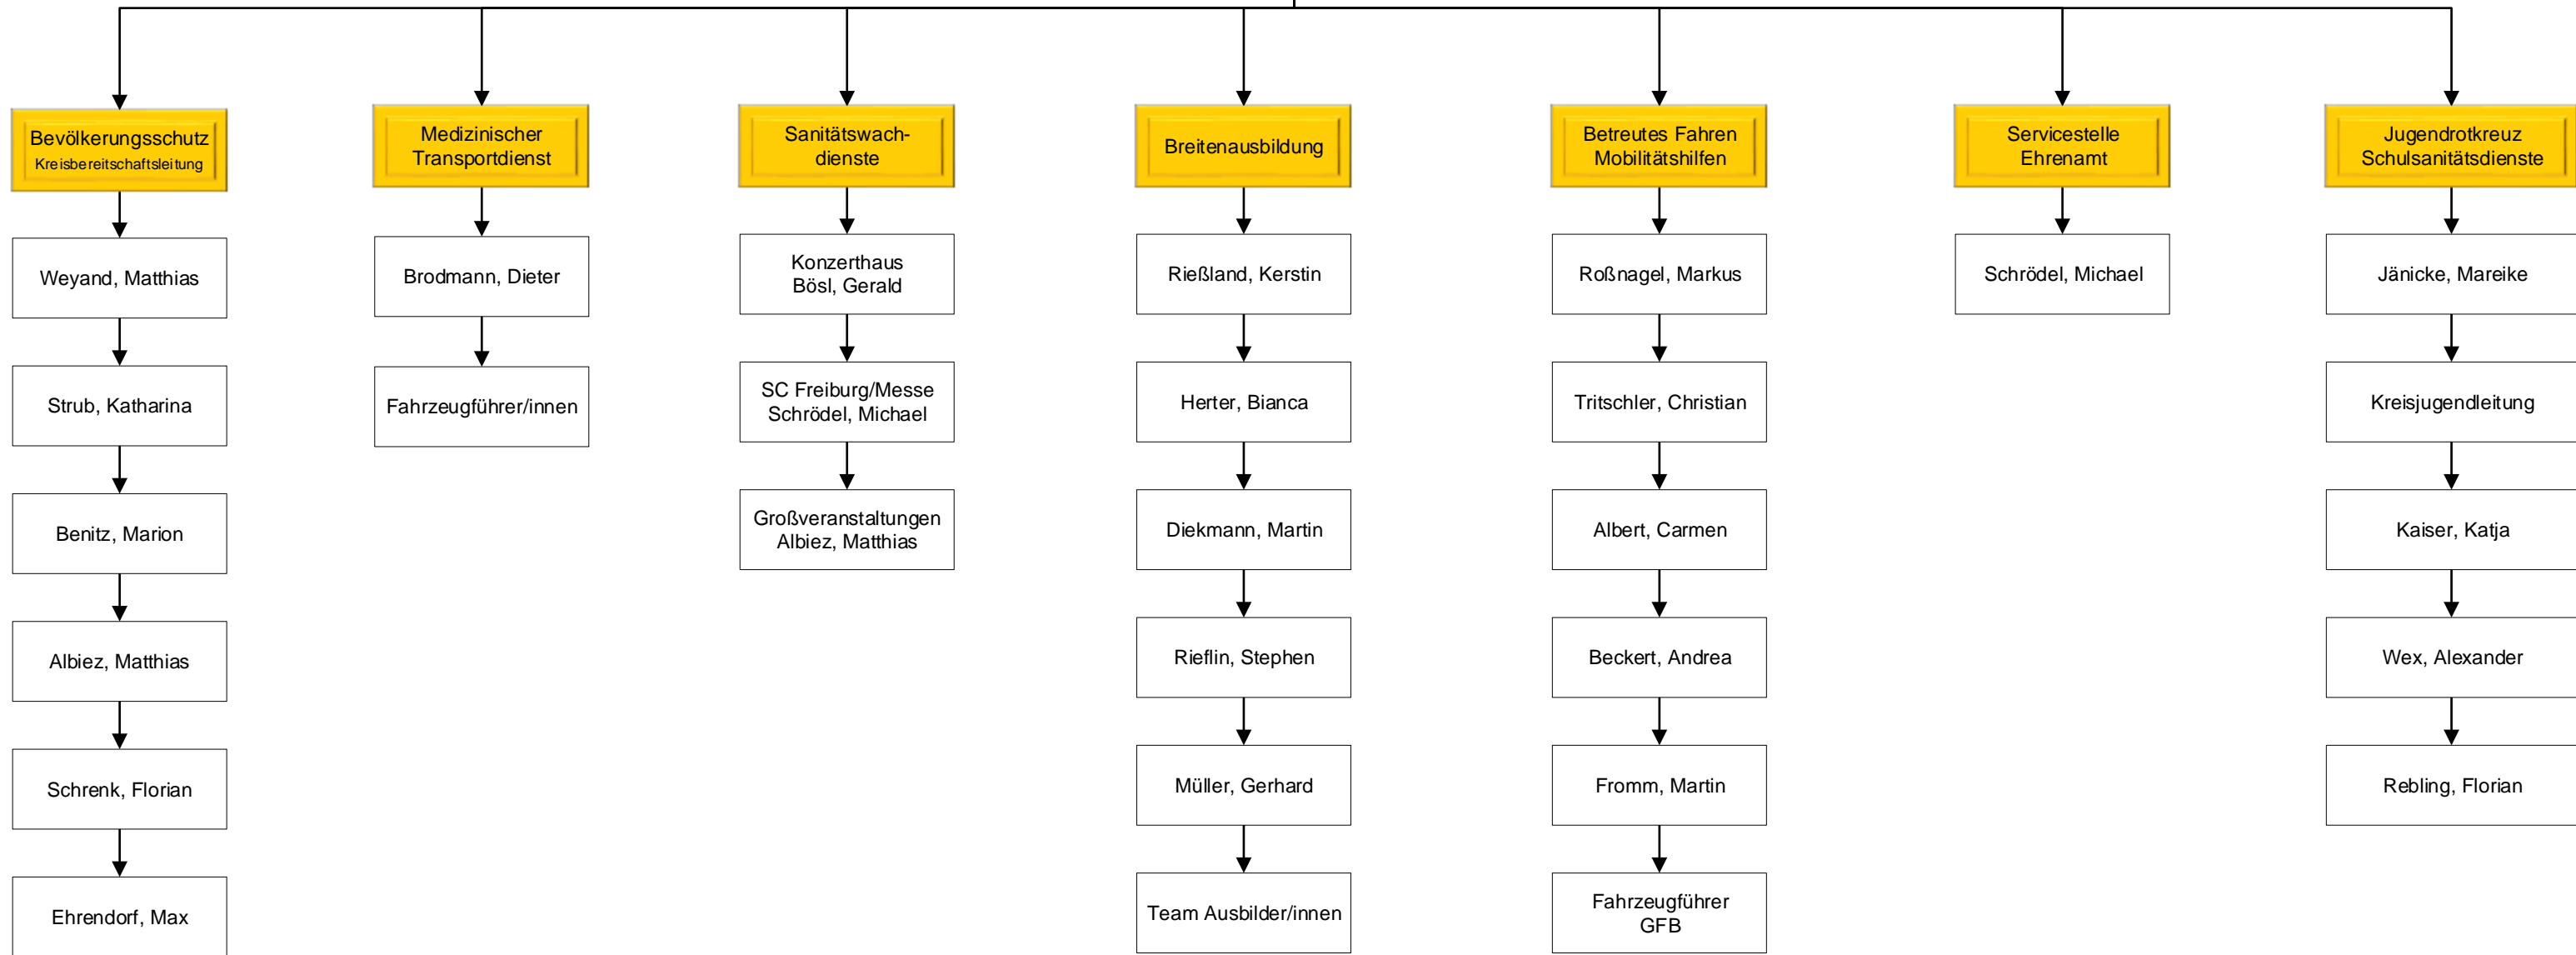 Bevölkerungsschutz
Kreisbereitschaftsleitung
Weyand, Matthias
Strub, Katharina
Benitz, Marion
Albiez, Matthias
Schrenk, Florian
Ehrendorf, Max
Medizinischer
Transportdienst
Brodmann, Dieter
Fahrzeugführer/innen
Sanitätswach-
dienste
Konzerthaus
Bösl, Gerald
SC Freiburg/Messe
Schrödel, Michael
Großveranstaltungen
Albiez, Matthias
Breitenausbildung
Rießland, Kerstin
Herter, Bianca
Diekmann, Martin
Rieflin, Stephen
Müller, Gerhard
Team Ausbilder/innen
Betreutes Fahren
Mobilitätshilfen
Roßnagel, Markus
Tritschler, Christian
Albert, Carmen
Beckert, Andrea
Fromm, Martin
Fahrzeugführer
GFB
Servicestelle
Ehrenamt
Schrödel, Michael
Jugendrotkreuz
Schulsanitätsdienste
Jänicke, Mareike
Kreisjugendleitung
Kaiser, Katja
Wex, Alexander
Rebling, Florian